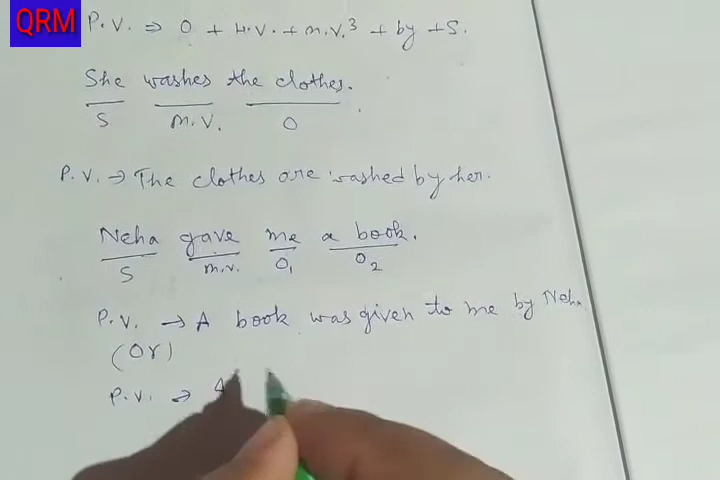 QRM
P.V. ⇒ O + H.V. + m.V.³ + by + S.
She washes the clothes.
S m.V. O
P.V. → The clothes are washed by her.
Neha gave me a book.
S m.v. O₁ O₂
P.V. → A book was given to me by Neha
(Or)
P.V. →